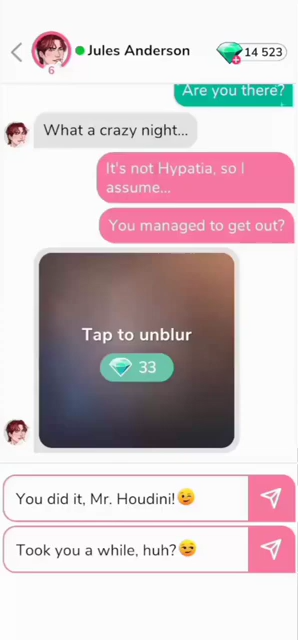 Jules Anderson
14 523
6
Are you there?
What a crazy night...
It's not Hypatia, so I
assume...
You managed to get out?
Tap to unblur
33
You did it, Mr. Houdini!😉
Took you a while, huh?😏